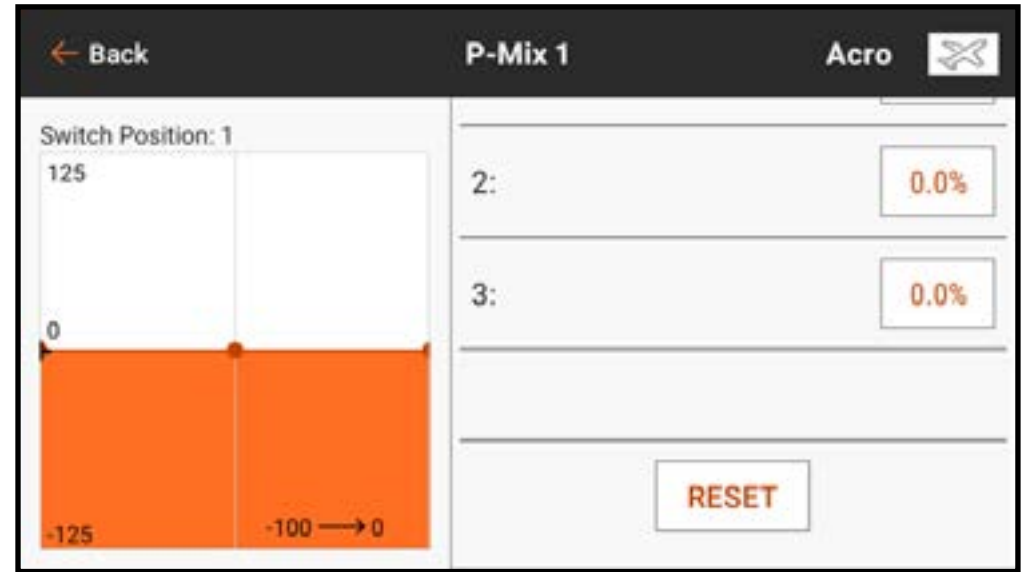 ← Back
P-Mix 1
Acro
Switch Position: 1
125
0
-125
-100 → 0
2:
0.0%
3:
0.0%
RESET